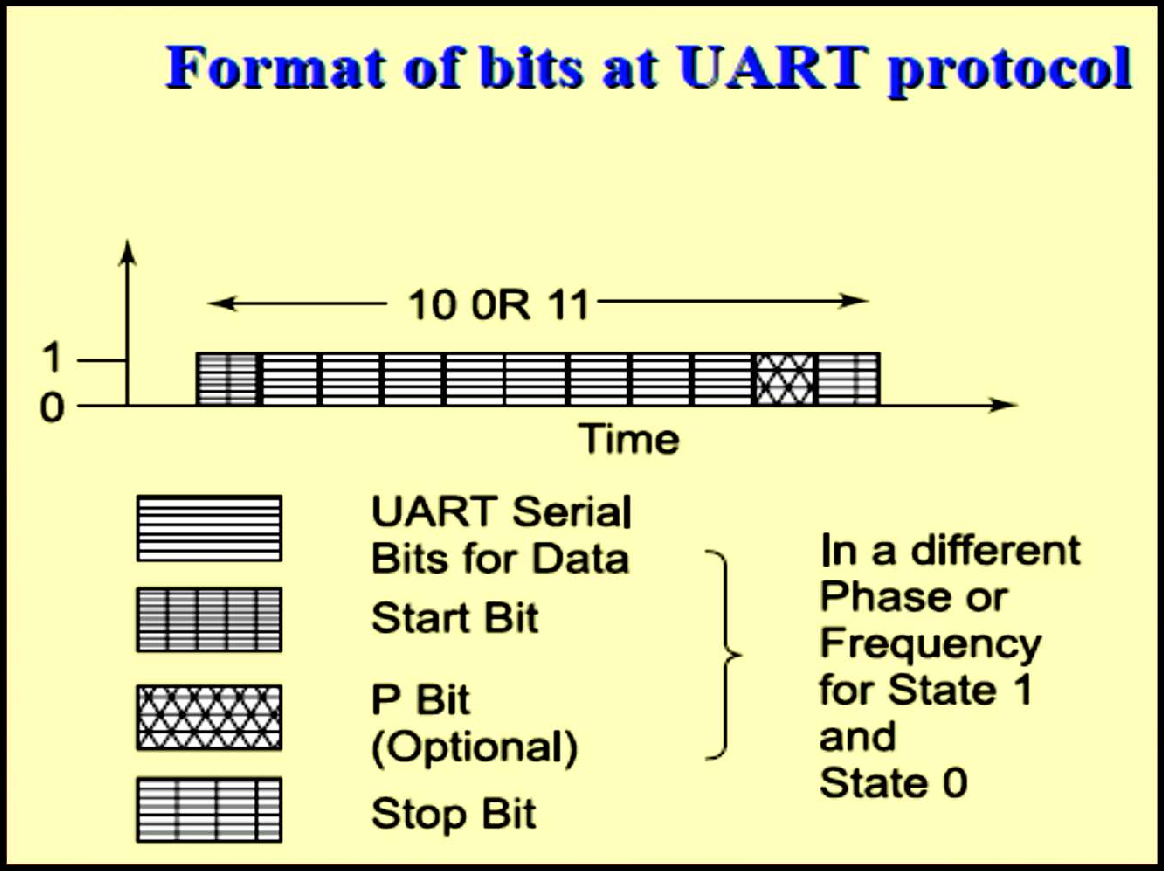 Format of bits at UART protocol
10 0R 11
1
0
Time
UART Serial
Bits for Data
Start Bit
P Bit
(Optional)
Stop Bit
In a different
Phase or
Frequency
for State 1
and
State 0